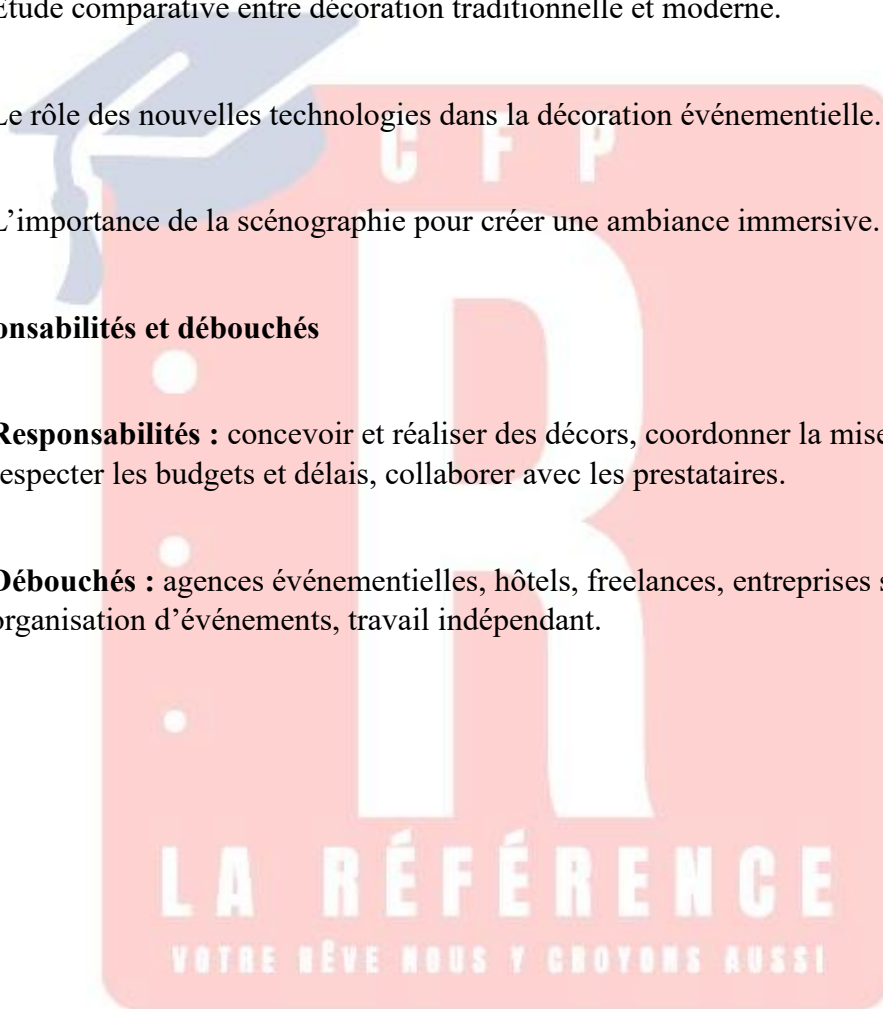 Étude comparative entre décoration traditionnelle et moderne.
Le rôle des nouvelles technologies dans la décoration événementielle.
C F P
L’importance de la scénographie pour créer une ambiance immersive.
onsabilités et débouchés
Responsabilités : concevoir et réaliser des décors, coordonner la mise
respecter les budgets et délais, collaborer avec les prestataires.
Débouchés : agences événementielles, hôtels, freelances, entreprises s
organisation d’événements, travail indépendant.
R
LA RÉFÉRENCE
VOTRE RÊVE NOUS Y CROYONS AUSSI